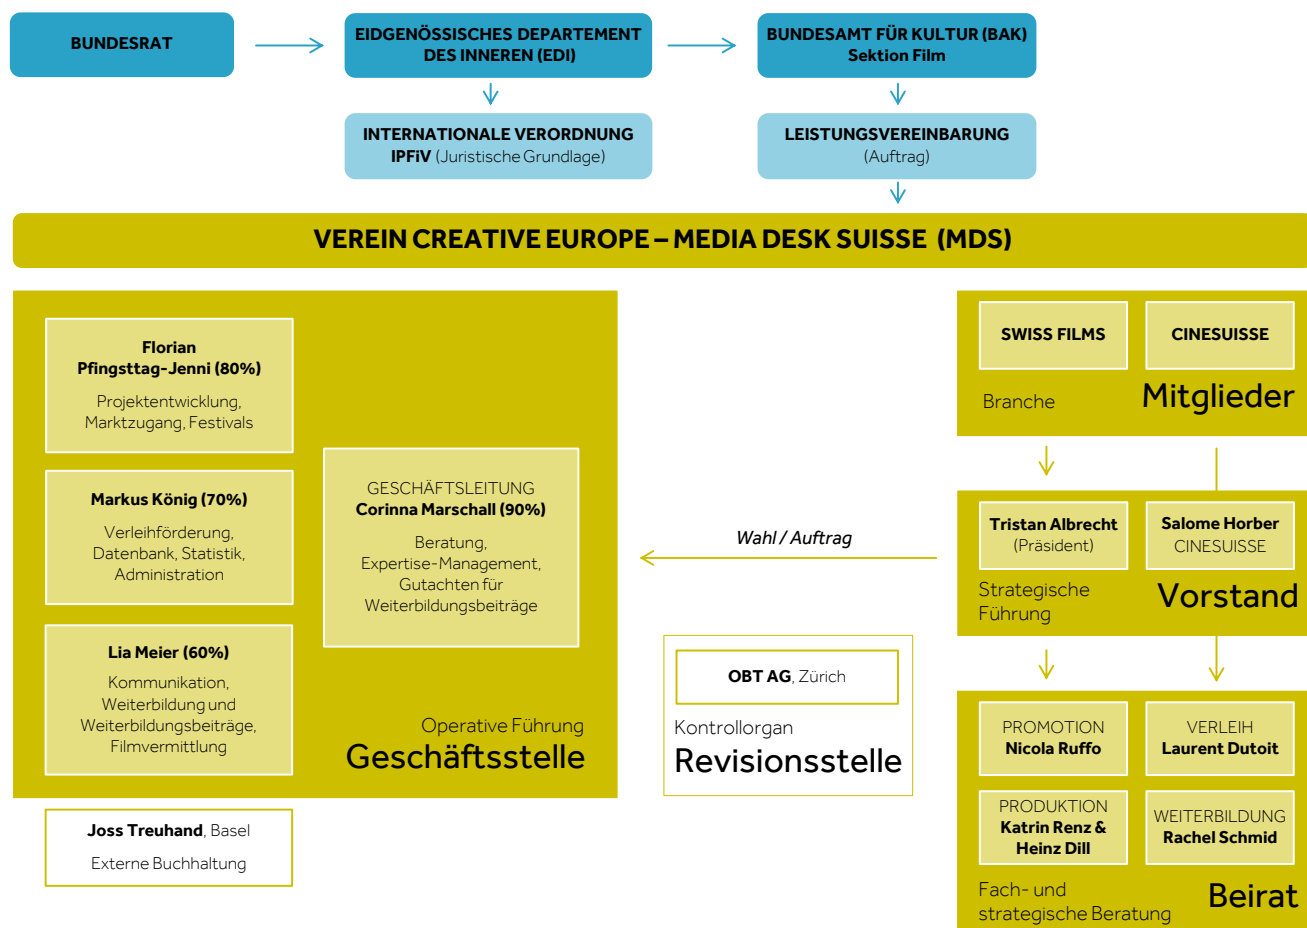 BUNDESRAT
EIDGENÖSSISCHES DEPARTEMENT
DES INNEREN (EDI)
BUNDESAMT FÜR KULTUR (BAK)
Sektion Film
INTERNATIONALE VERORDNUNG
IPFiV (Juristische Grundlage)
LEISTUNGSVEREINBARUNG
(Auftrag)
VEREIN CREATIVE EUROPE – MEDIA DESK SUISSE (MDS)
Florian
Pfingsttag-Jenni (80%)
Projektentwicklung,
Marktzugang, Festivals
Markus König (70%)
Verleihförderung,
Datenbank, Statistik,
Administration
Lia Meier (60%)
Kommunikation,
Weiterbildung und
Weiterbildungsbeiträge,
Filmvermittlung
GESCHÄFTSLEITUNG
Corinna Marschall (90%)
Beratung,
Expertise-Management,
Gutachten für
Weiterbildungsbeiträge
Operative Führung
Geschäftsstelle
Joss Treuhand, Basel
Externe Buchhaltung
Wahl / Auftrag
OBT AG, Zürich
Kontrollorgan
Revisionsstelle
SWISS FILMS
CINESUISSE
Branche
Mitglieder
Tristan Albrecht
(Präsident)
Salome Horber
CINESUISSE
Strategische
Führung
Vorstand
PROMOTION
Nicola Ruffo
VERLEIH
Laurent Dutoit
PRODUKTION
Katrin Renz &
Heinz Dill
WEITERBILDUNG
Rachel Schmid
Fach- und
strategische Beratung
Beirat